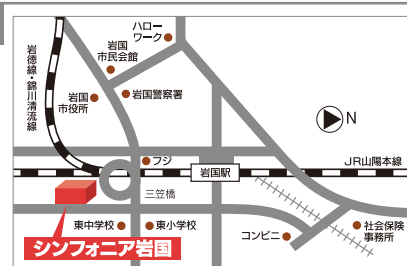 ハロー
ワーク
岩国
市民会館
岩徳線・錦川清流線
岩国
市役所
岩国警察署
N
フジ
岩国駅
JR山陽本線
三笠橋
東中学校
東小学校
コンビニ
社会保険
事務所
シンフォニア岩国